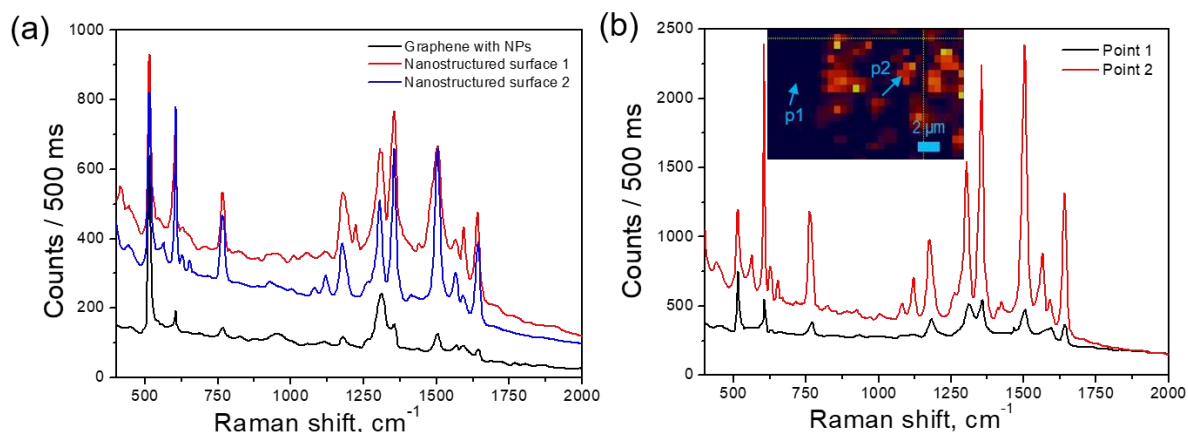 (a)
1000
800
600
400
200
0
Counts / 500 ms
500 750 1000 1250 1500 1750 2000
Raman shift, cm⁻¹
Graphene with NPs
Nanostructured surface 1
Nanostructured surface 2
(b)
2500
2000
1500
1000
500
0
Counts / 500 ms
500 750 1000 1250 1500 1750 2000
Raman shift, cm⁻¹
p1
p2
2 μm
Point 1
Point 2